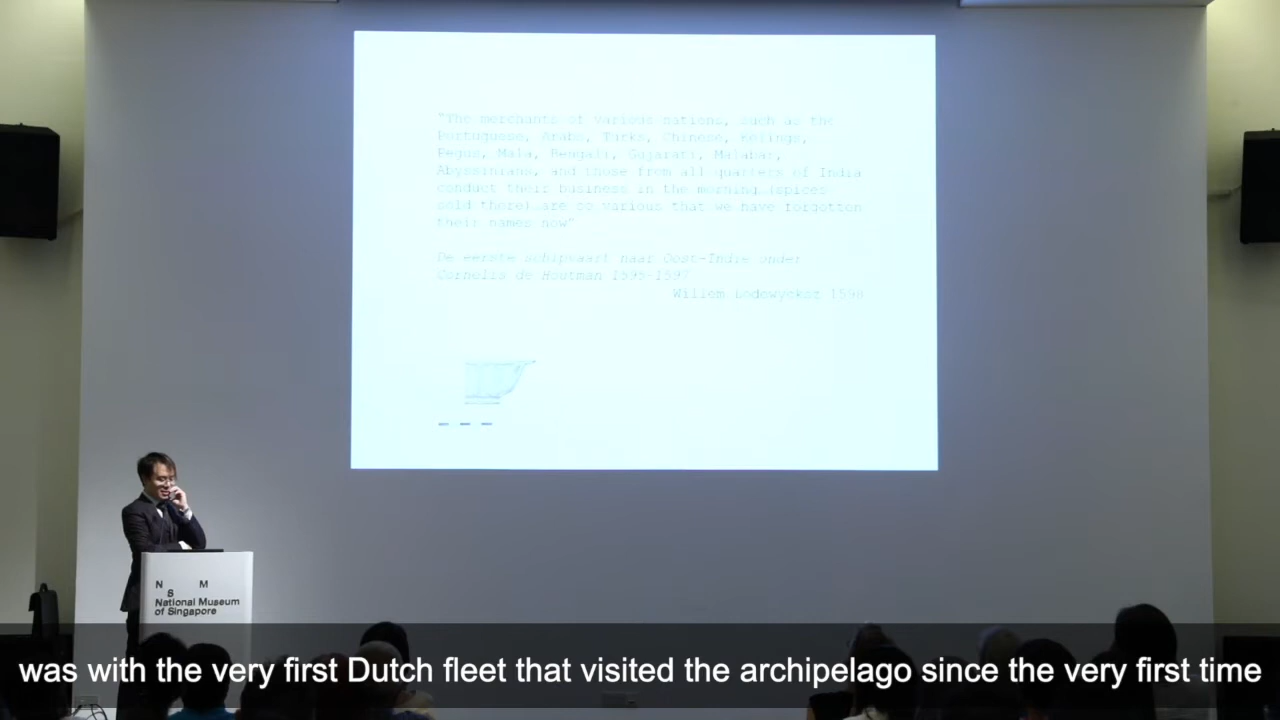 "The merchants of various nations, such as the
Portuguese, Arabs, Turks, Chinese, Kelings,
Pegus, Mala, Bengali, Gujarati, Malabar,
Abyssinians, and those from all quarters of India
conduct their business in the morning (spices
sold there) are so various that we have forgotten
their names now"
De eerste schipvaart naar Oost-Indie onder
Cornelis de Houtman 1595-1597
Willem Lodewycksz 1598
N S M
National Museum
of Singapore
was with the very first Dutch fleet that visited the archipelago since the very first time